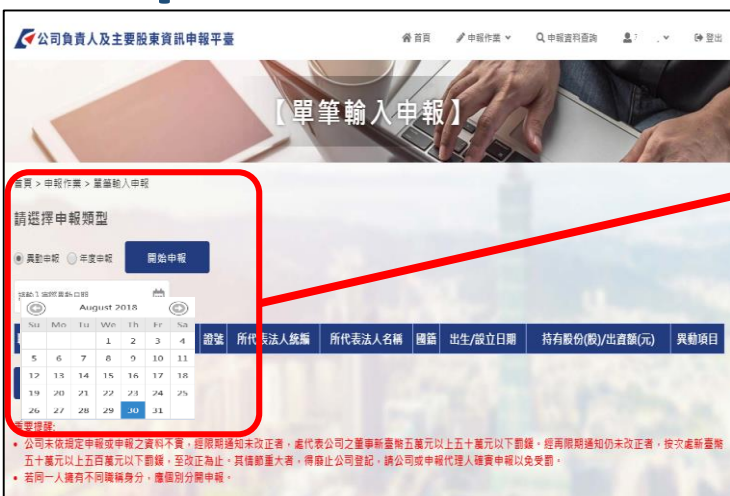 公司負責人及主要股東資訊申報平臺
首頁 申報作業 申報資料查詢 登出
【單筆輸入申報】
首頁 > 申報作業 > 單筆輸入申報
請選擇申報類型
異動申報 年度申報 開始申報
August 2018
Su Mo Tu We Th Fr Sa
1 2 3 4
5 6 7 8 9 10 11
12 13 14 15 16 17 18
19 20 21 22 23 24 25
26 27 28 29 30 31
證號 所代表法人統編 所代表法人名稱 國籍 出生/設立日期 持有股份(股)/出資額(元) 異動項目
重要提醒:
• 公司未依規定申報或申報之資料不實，經限期通知未改正者，處代表公司之董事新臺幣五萬元以上五十萬元以下罰鍰。經再限期通知仍未改正者，按次處新臺幣
五十萬元以上五百萬元以下罰鍰，至改正為止。其情節重大者，得廢止公司登記，請公司或申報代理人確實申報以免受罰。
• 若同一人擁有不同職稱身分，應個別分開申報。